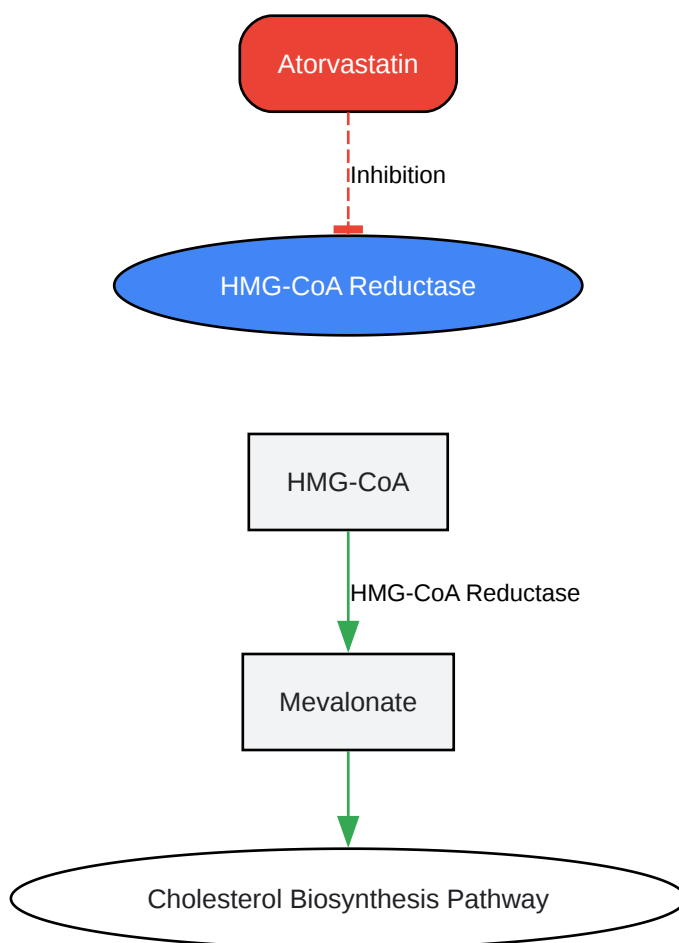 Atorvastatin
Inhibition
HMG-CoA Reductase
HMG-CoA
HMG-CoA Reductase
Mevalonate
Cholesterol Biosynthesis Pathway